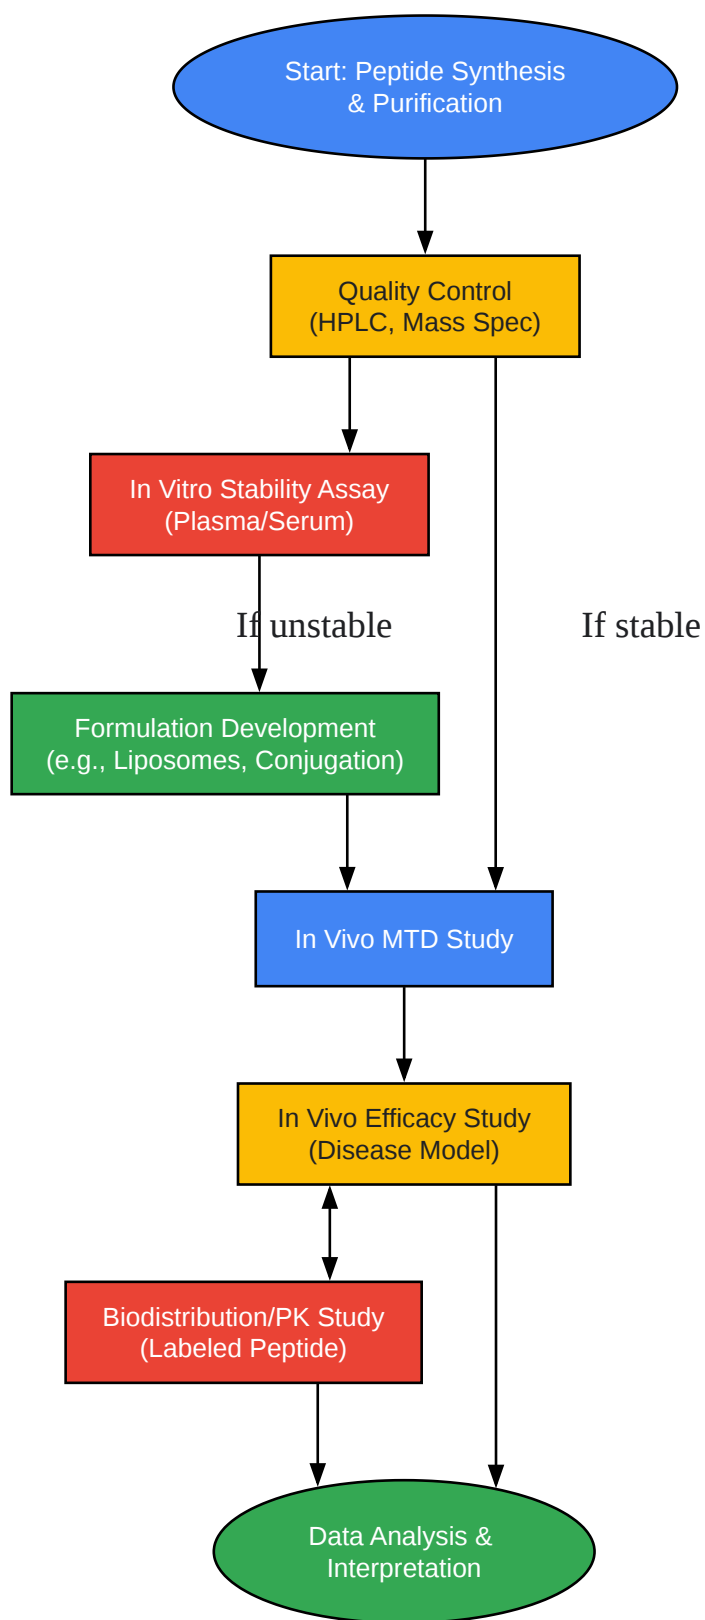 Start: Peptide Synthesis
& Purification
Quality Control
(HPLC, Mass Spec)
In Vitro Stability Assay
(Plasma/Serum)
If unstable
If stable
Formulation Development
(e.g., Liposomes, Conjugation)
In Vivo MTD Study
In Vivo Efficacy Study
(Disease Model)
Biodistribution/PK Study
(Labeled Peptide)
Data Analysis &
Interpretation